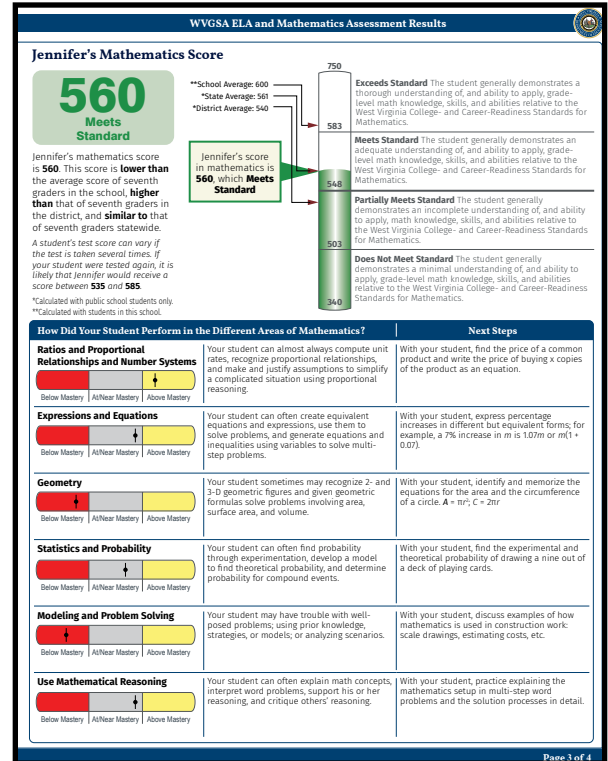 WVGSA ELA and Mathematics Assessment Results
Jennifer's Mathematics Score
560
Meets
Standard
Jennifer's mathematics score
is 560. This score is lower than
the average score of seventh
graders in the school, higher
than that of seventh graders in
the district, and similar to that
of seventh graders statewide.
A student's test score can vary if
the test is taken several times. If
your student were tested again, it is
likely that Jennifer would receive a
score between 535 and 585.
*Calculated with public school students only.
**Calculated with students in this school.
**School Average: 600
*State Average: 561
*District Average: 540
Jennifer's score
in mathematics is
560, which Meets
Standard
750
583
548
503
340
Exceeds Standard The student generally demonstrates a
thorough understanding of, and ability to apply, grade-
level math knowledge, skills, and abilities relative to the
West Virginia College- and Career-Readiness Standards for
Mathematics.
Meets Standard The student generally demonstrates an
adequate understanding of, and ability to apply, grade-
level math knowledge, skills, and abilities relative to the
West Virginia College- and Career-Readiness Standards for
Mathematics.
Partially Meets Standard The student generally
demonstrates an incomplete understanding of, and ability
to apply, math knowledge, skills, and abilities relative to
the West Virginia College- and Career-Readiness Standards
for Mathematics.
Does Not Meet Standard The student generally
demonstrates a minimal understanding of, and ability to
apply, grade-level math knowledge, skills, and abilities
relative to the West Virginia College- and Career-Readiness
Standards for Mathematics.
How Did Your Student Perform in the Different Areas of Mathematics?
Next Steps
Ratios and Proportional
Relationships and Number Systems
Below Mastery At/Near Mastery Above Mastery
Your student can almost always compute unit
rates, recognize proportional relationships,
and make and justify assumptions to simplify
a complicated situation using proportional
reasoning.
With your student, find the price of a common
product and write the price of buying x copies
of the product as an equation.
Expressions and Equations
Below Mastery At/Near Mastery Above Mastery
Your student can often create equivalent
equations and expressions, use them to
solve problems, and generate equations and
inequalities using variables to solve multi-
step problems.
With your student, express percentage
increases in different but equivalent forms; for
example, a 7% increase in m is 1.07m or m(1 +
0.07).
Geometry
Below Mastery At/Near Mastery Above Mastery
Your student sometimes may recognize 2- and
3-D geometric figures and given geometric
formulas solve problems involving area,
surface area, and volume.
With your student, identify and memorize the
equations for the area and the circumference
of a circle. A = πr²; C = 2πr
Statistics and Probability
Below Mastery At/Near Mastery Above Mastery
Your student can often find probability
through experimentation, develop a model
to find theoretical probability, and determine
probability for compound events.
With your student, find the experimental and
theoretical probability of drawing a nine out of
a deck of playing cards.
Modeling and Problem Solving
Below Mastery At/Near Mastery Above Mastery
Your student may have trouble with well-
posed problems; using prior knowledge,
strategies, or models; or analyzing scenarios.
With your student, discuss examples of how
mathematics is used in construction work:
scale drawings, estimating costs, etc.
Use Mathematical Reasoning
Below Mastery At/Near Mastery Above Mastery
Your student can often explain math concepts,
interpret word problems, support his or her
reasoning, and critique others' reasoning.
With your student, practice explaining the
mathematics setup in multi-step word
problems and the solution processes in detail.
Page 3 of 4